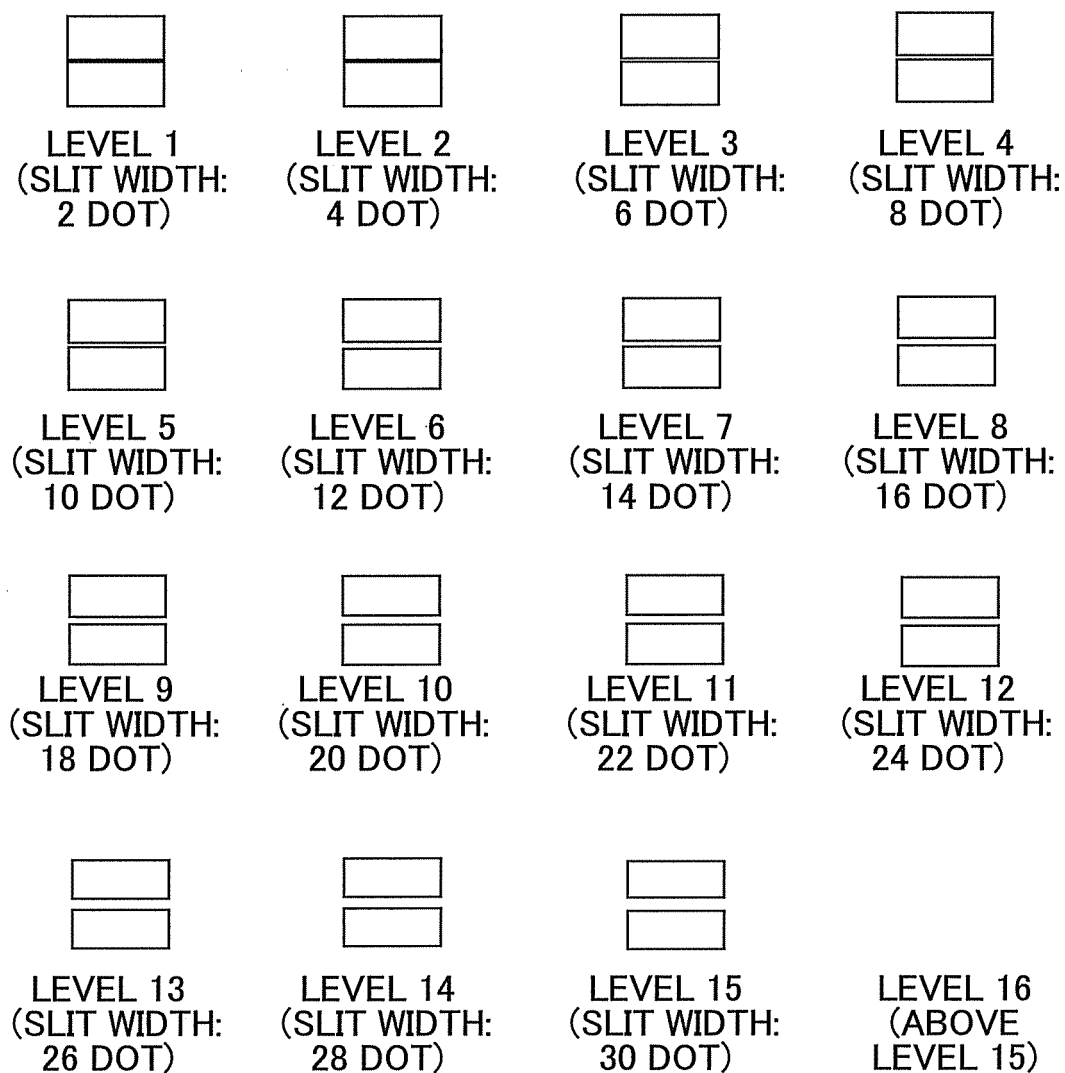 LEVEL 1
(SLIT WIDTH:
2 DOT)
LEVEL 2
(SLIT WIDTH:
4 DOT)
LEVEL 3
(SLIT WIDTH:
6 DOT)
LEVEL 4
(SLIT WIDTH:
8 DOT)
LEVEL 5
(SLIT WIDTH:
10 DOT)
LEVEL 6
(SLIT WIDTH:
12 DOT)
LEVEL 7
(SLIT WIDTH:
14 DOT)
LEVEL 8
(SLIT WIDTH:
16 DOT)
LEVEL 9
(SLIT WIDTH:
18 DOT)
LEVEL 10
(SLIT WIDTH:
20 DOT)
LEVEL 11
(SLIT WIDTH:
22 DOT)
LEVEL 12
(SLIT WIDTH:
24 DOT)
LEVEL 13
(SLIT WIDTH:
26 DOT)
LEVEL 14
(SLIT WIDTH:
28 DOT)
LEVEL 15
(SLIT WIDTH:
30 DOT)
LEVEL 16
(ABOVE
LEVEL 15)